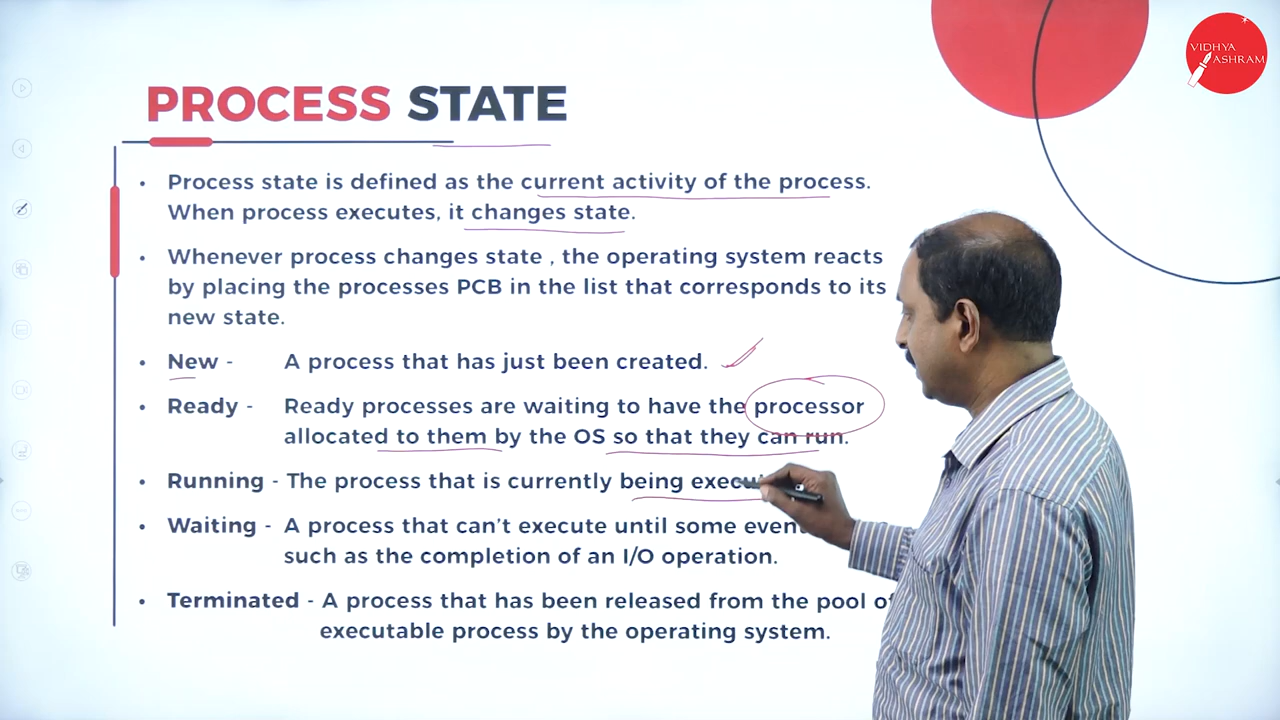 VIDHYA
ASHRAM
PROCESS STATE
• Process state is defined as the current activity of the process.
When process executes, it changes state.
• Whenever process changes state , the operating system reacts
by placing the processes PCB in the list that corresponds to its
new state.
• New - A process that has just been created.
• Ready - Ready processes are waiting to have the processor
allocated to them by the OS so that they can run.
• Running - The process that is currently being
• Waiting - A process that can't execute until some event
such as the completion of an I/O operation.
• Terminated - A process that has been released from the pool of
executable process by the operating system.